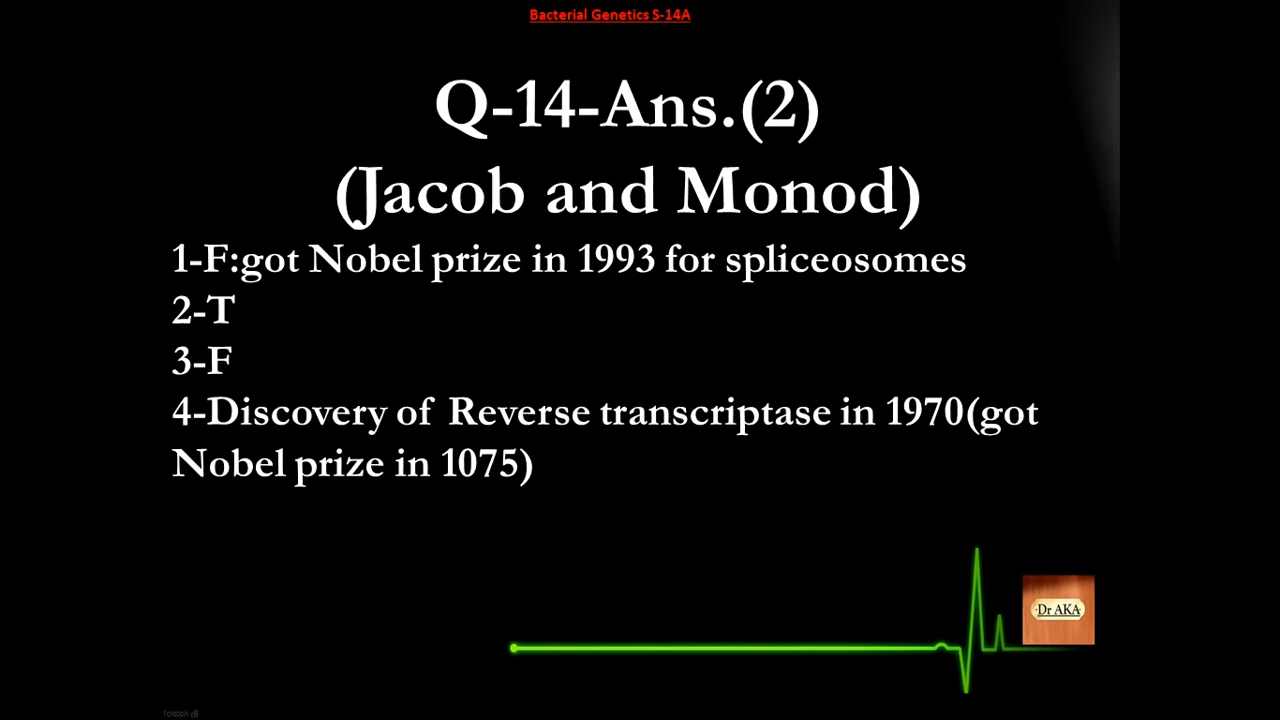 Bacterial Genetics S-14A
Q-14-Ans.(2)
(Jacob and Monod)
1-F:got Nobel prize in 1993 for spliceosomes
2-T
3-F
4-Discovery of Reverse transcriptase in 1970(got
Nobel prize in 1075)
Dr AKA